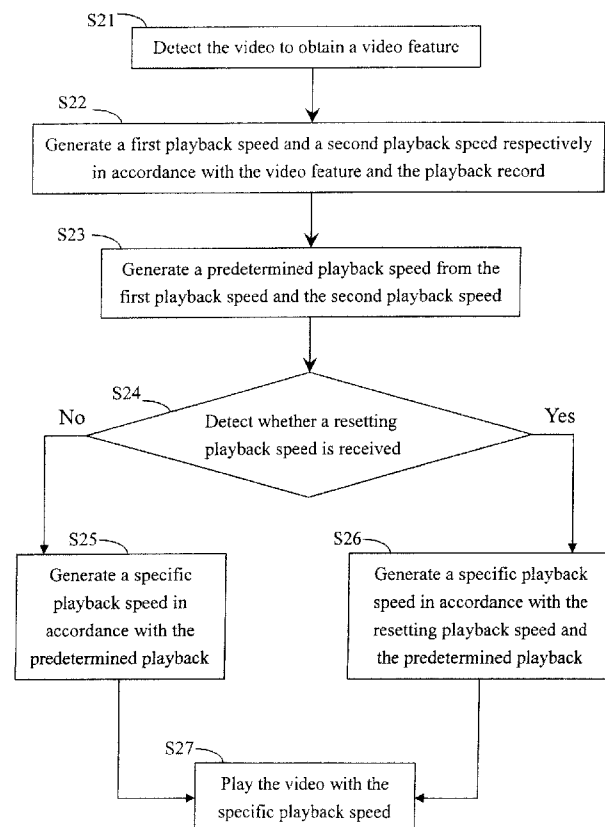 S21
Detect the video to obtain a video feature
S22
Generate a first playback speed and a second playback speed respectively
in accordance with the video feature and the playback record
S23
Generate a predetermined playback speed from the
first playback speed and the second playback speed
S24
No
Yes
Detect whether a resetting
playback speed is received
S25
Generate a specific
playback speed in
accordance with the
predetermined playback
S26
Generate a specific playback
speed in accordance with the
resetting playback speed and
the predetermined playback
S27
Play the video with the
specific playback speed